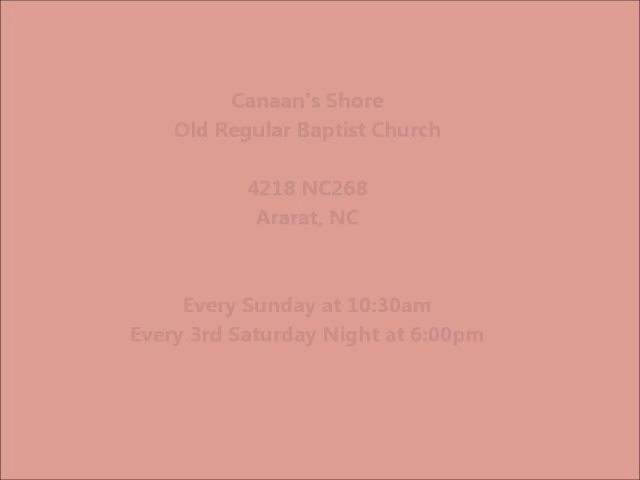 Canaan's Shore
Old Regular Baptist Church
4218 NC268
Ararat, NC
Every Sunday at 10:30am
Every 3rd Saturday Night at 6:00pm